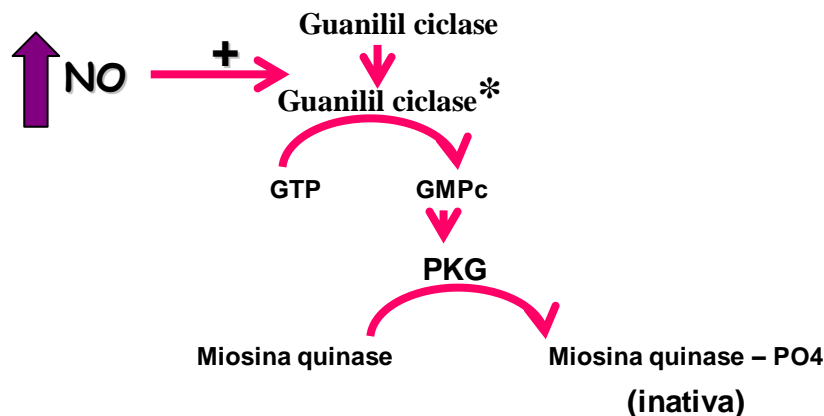 Guanilil ciclase
NO
+
Guanilil ciclase*
GTP
GMPc
PKG
Miosina quinase
Miosina quinase – PO4
(inativa)